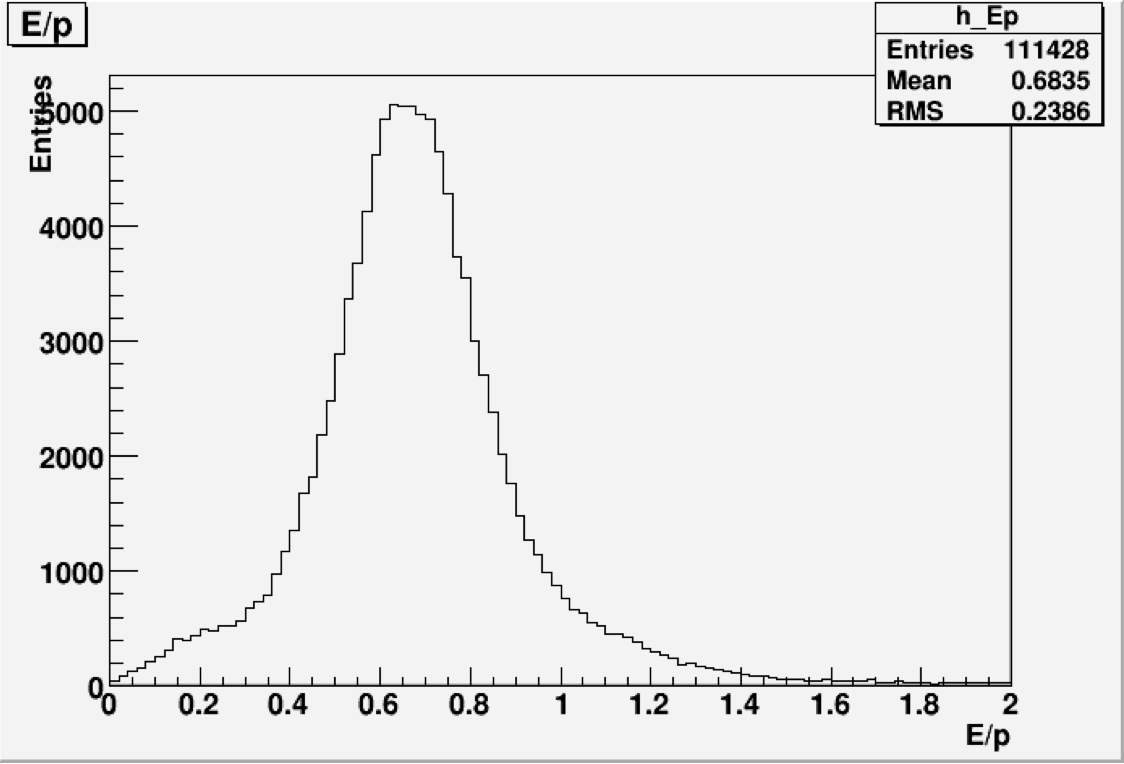 E/p
h_Ep
Entries 111428
Mean 0.6835
RMS 0.2386
Entries
5000
4000
3000
2000
1000
0
0 0.2 0.4 0.6 0.8 1 1.2 1.4 1.6 1.8 2
E/p